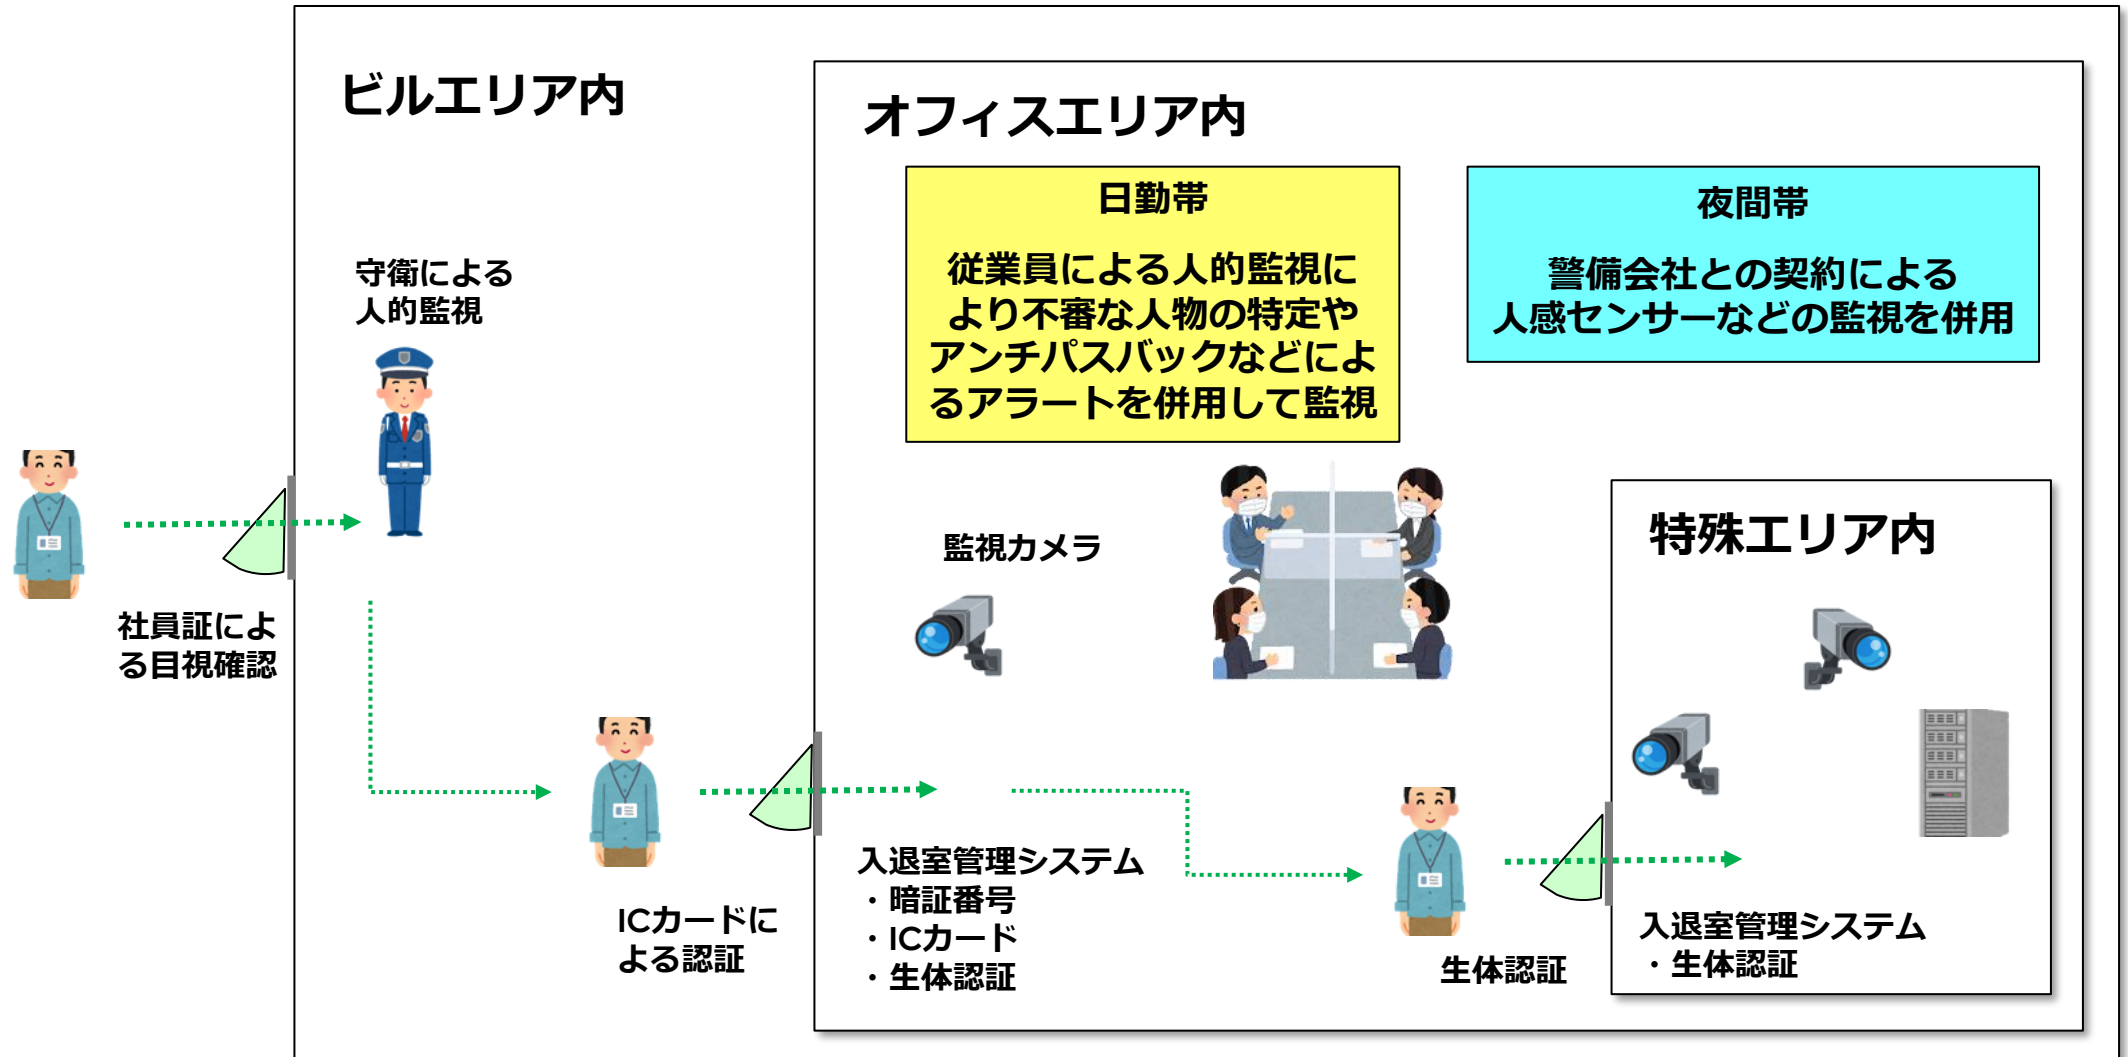 ビルエリア内
オフィスエリア内
日勤帯
従業員による人的監視に
より不審な人物の特定や
アンチパスバックなどによ
るアラートを併用して監視
夜間帯
警備会社との契約による
人感センサーなどの監視を併用
守衛による
人的監視
社員証によ
る目視確認
監視カメラ
特殊エリア内
ICカードに
よる認証
入退室管理システム
・暗証番号
・ICカード
・生体認証
生体認証
入退室管理システム
・生体認証